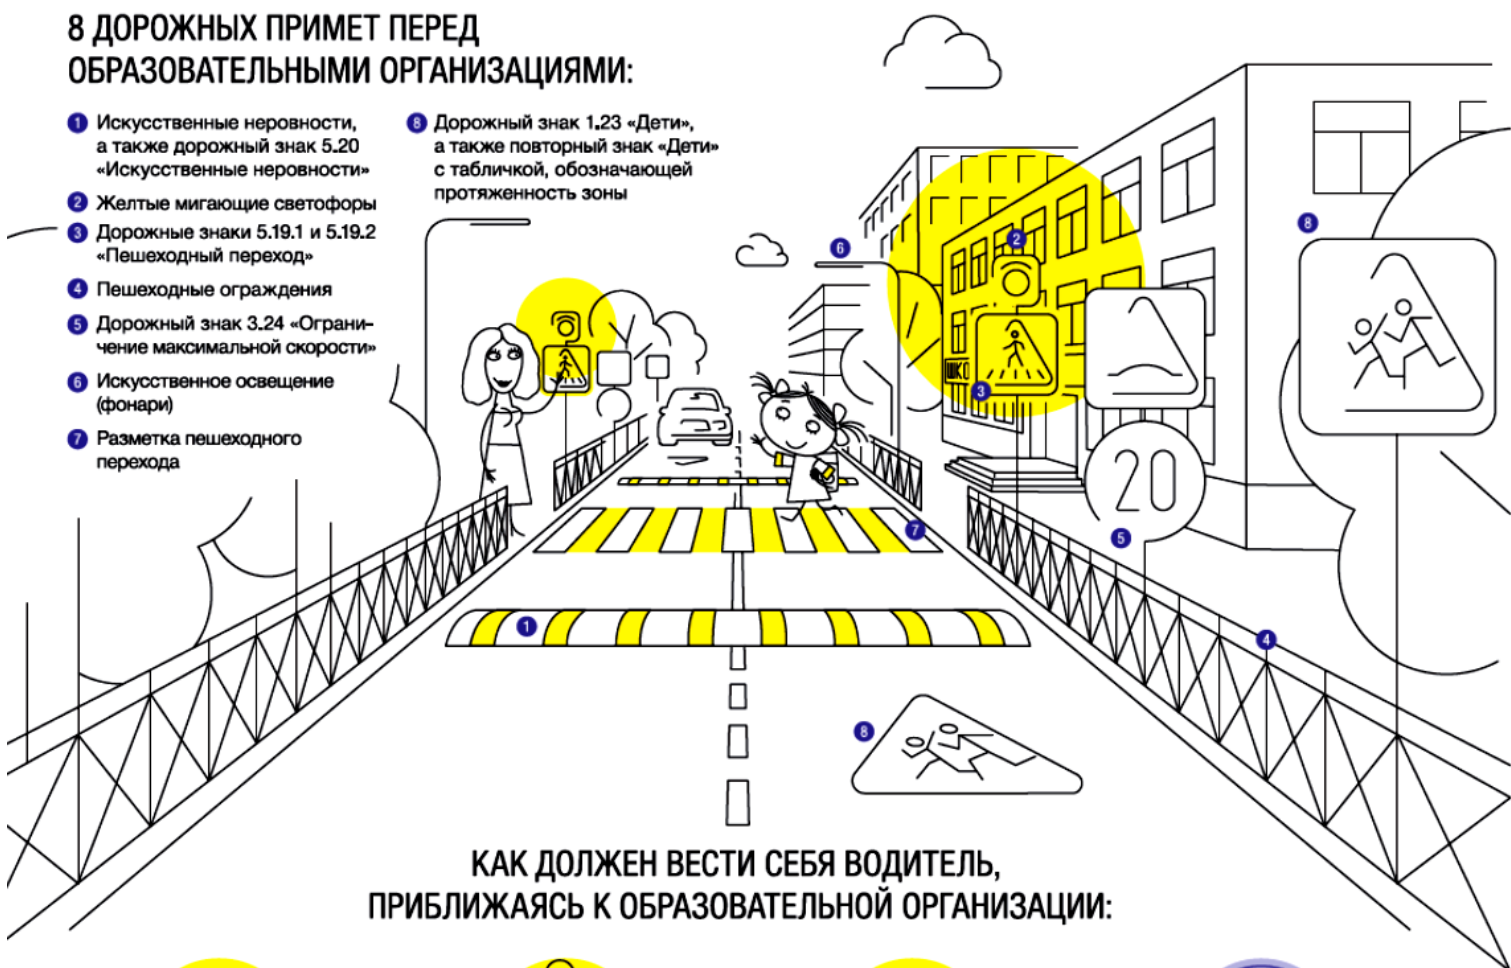 8 ДОРОЖНЫХ ПРИМЕТ ПЕРЕД
ОБРАЗОВАТЕЛЬНЫМИ ОРГАНИЗАЦИЯМИ:
1 Искусственные неровности,
а также дорожный знак 5.20
«Искусственные неровности»
2 Желтые мигающие светофоры
3 Дорожные знаки 5.19.1 и 5.19.2
«Пешеходный переход»
4 Пешеходные ограждения
5 Дорожный знак 3.24 «Ограни-
чение максимальной скорости»
6 Искусственное освещение
(фонари)
7 Разметка пешеходного
перехода
8 Дорожный знак 1.23 «Дети»,
а также повторный знак «Дети»
с табличкой, обозначающей
протяженность зоны
8
6
2
3
ШКО
20
5
7
1
4
8
КАК ДОЛЖЕН ВЕСТИ СЕБЯ ВОДИТЕЛЬ,
ПРИБЛИЖАЯСЬ К ОБРАЗОВАТЕЛЬНОЙ ОРГАНИЗАЦИИ: